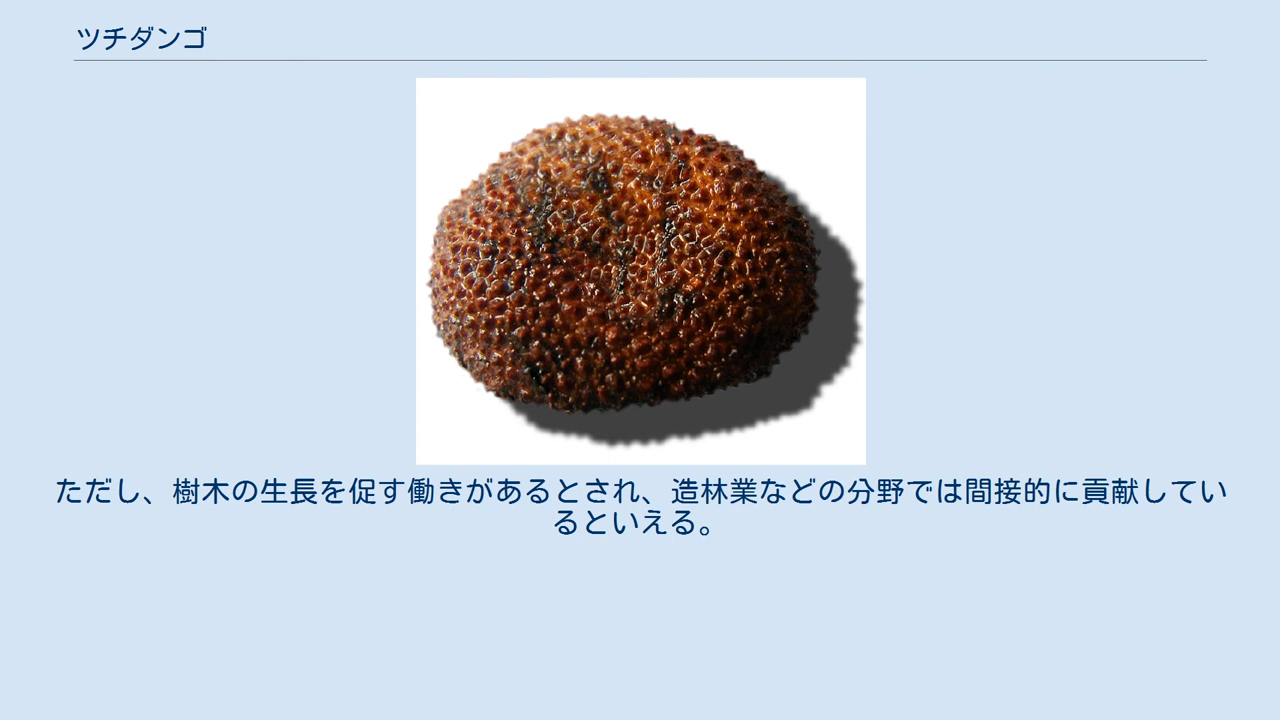 ツチダンゴ
ただし、樹木の生長を促す働きがあるとされ、造林業などの分野では間接的に貢献してい
るといえる。